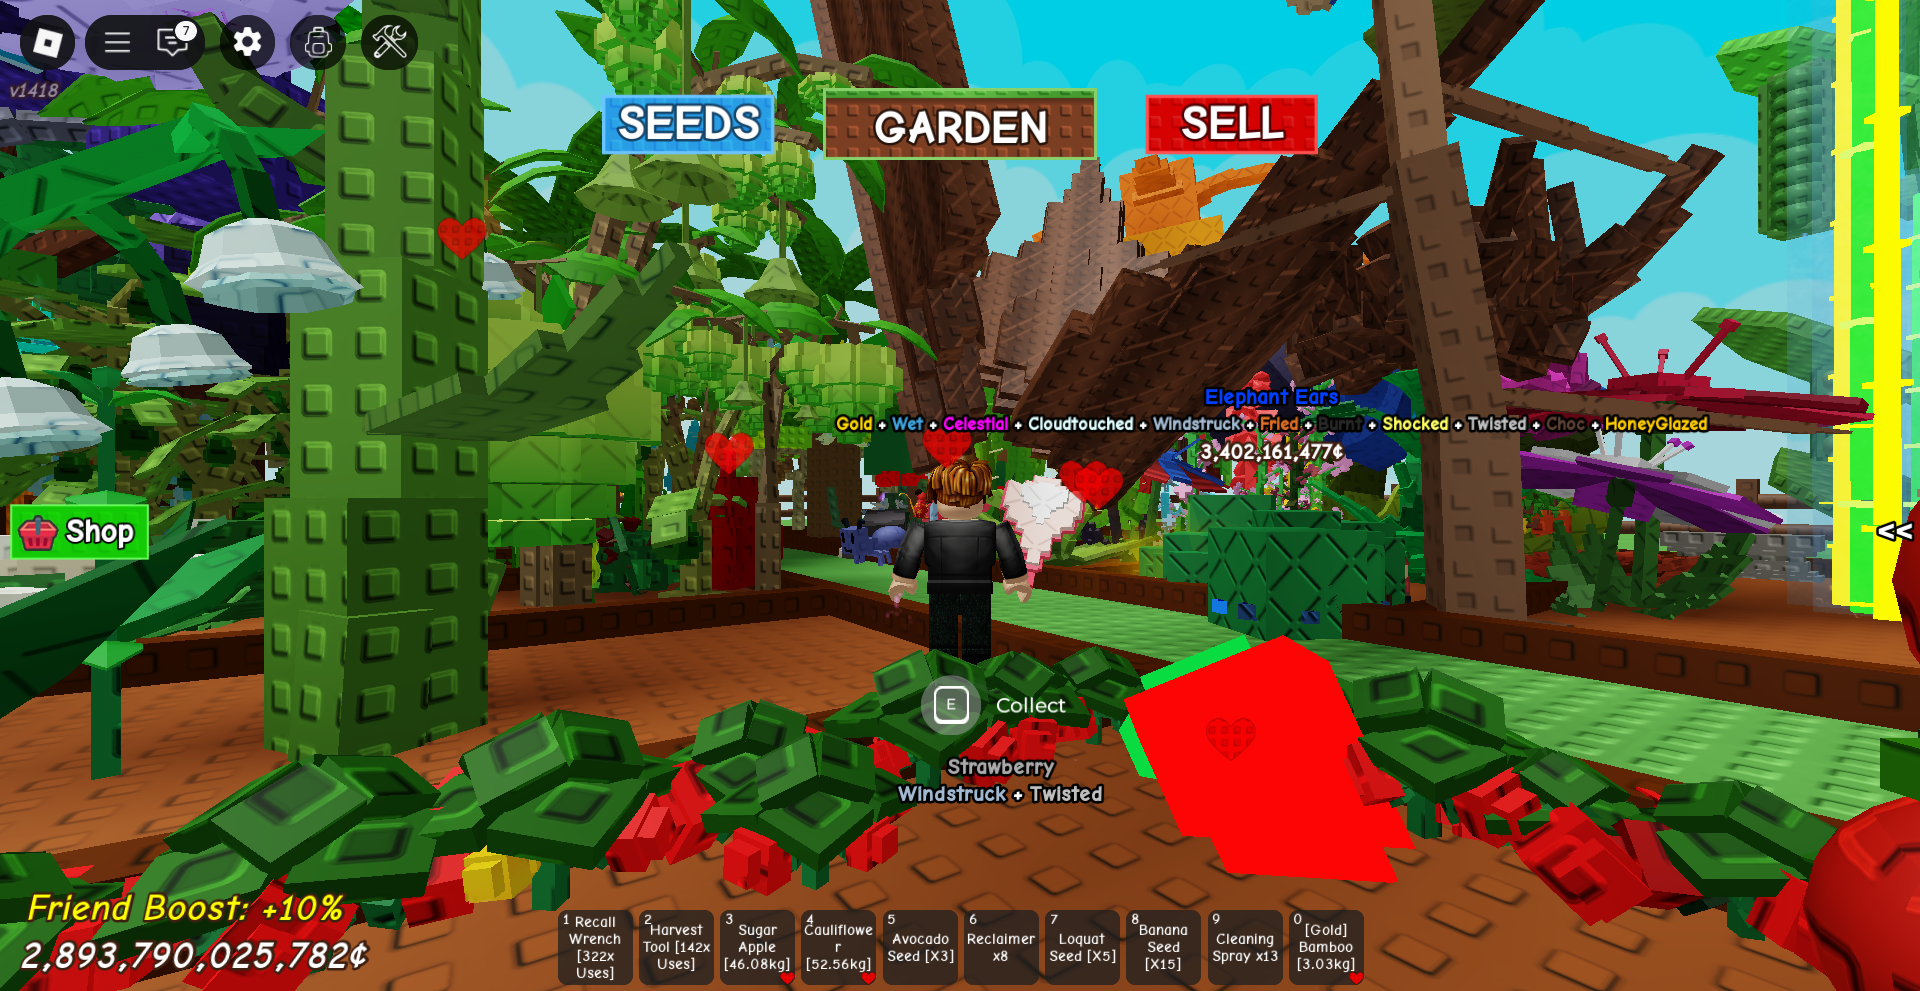 7
v1418
SEEDS
GARDEN
SELL
Elephant Ears
Gold + Wet + Celestial + Cloudtouched + Windstruck + Fried + Burnt + Shocked + Twisted + Choc + HoneyGlazed
3,402,161,477¢
Shop
<<
E
Collect
Strawberry
Windstruck + Twisted
Friend Boost: +10%
2,893,790,025,782¢
1 Recall
Wrench
[322x
Uses]
2
Harvest
Tool [142x
Uses]
3
Sugar
Apple
[46.08kg]
4
Cauliflowe
r
[52.56kg]
5
Avocado
Seed [X3]
6
Reclaimer
x8
7
Loquat
Seed [X5]
8
Banana
Seed
[X15]
9
Cleaning
Spray x13
0
[Gold]
Bamboo
[3.03kg]